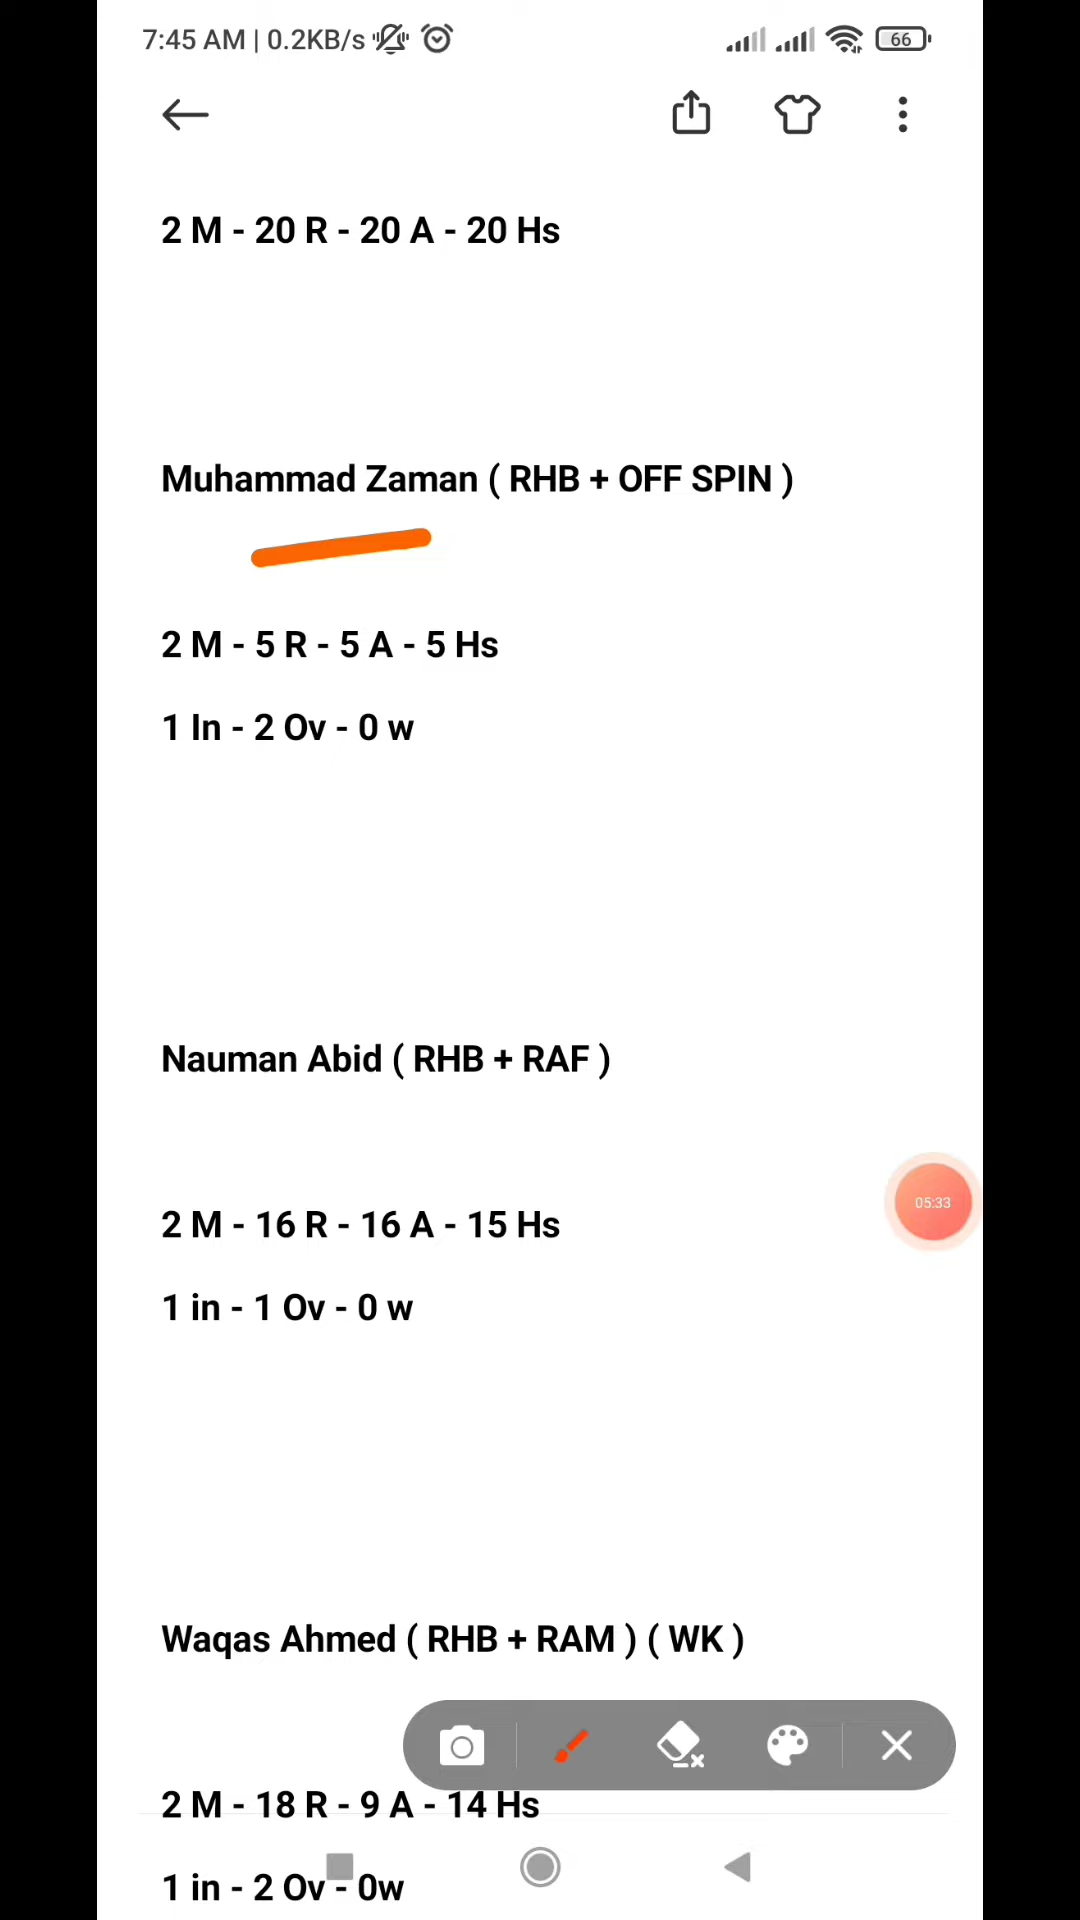 7:45 AM | 0.2KB/s
66
2 M - 20 R - 20 A - 20 Hs
Muhammad Zaman ( RHB + OFF SPIN )
2 M - 5 R - 5 A - 5 Hs
1 In - 2 Ov - 0 w
Nauman Abid ( RHB + RAF )
05:33
2 M - 16 R - 16 A - 15 Hs
1 in - 1 Ov - 0 w
Waqas Ahmed ( RHB + RAM ) ( WK )
2 M - 18 R - 9 A - 14 Hs
1 in - 2 Ov - 0w